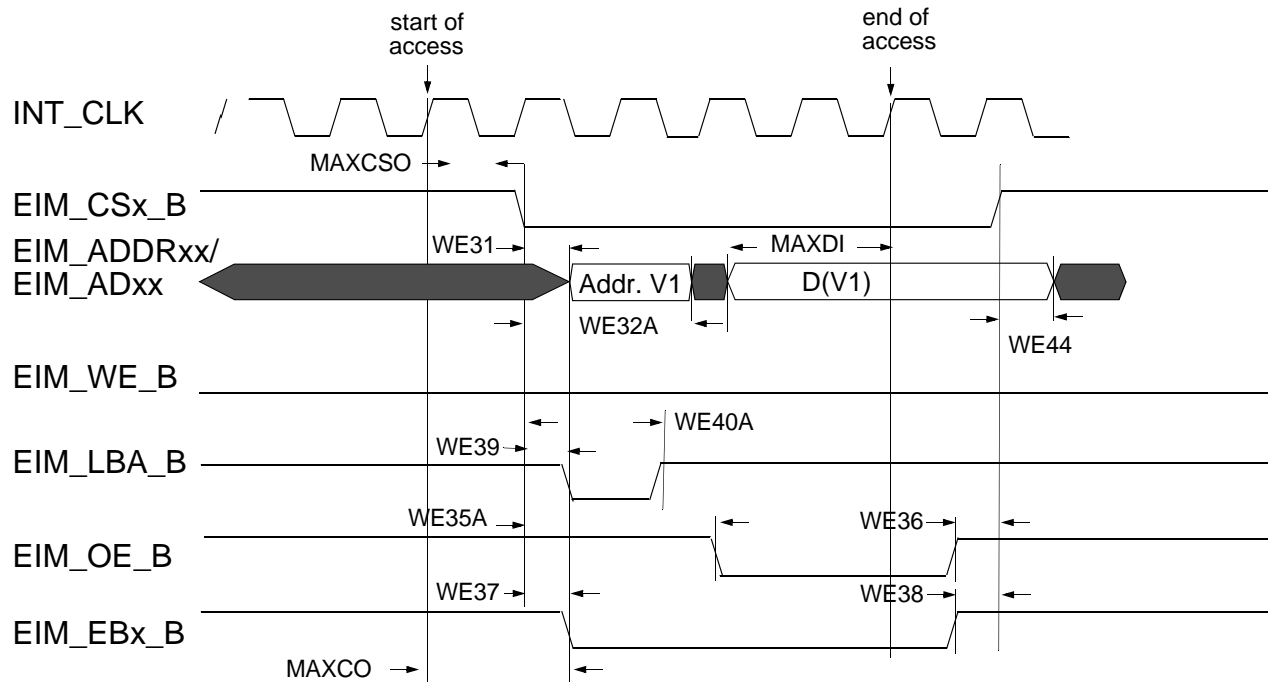 start of
access
end of
access
INT_CLK
MAXCSO
EIM_CSx_B
EIM_ADDRxx/
EIM_ADxx
WE31
MAXDI
Addr. V1
D(V1)
WE32A
WE44
EIM_WE_B
WE40A
WE39
EIM_LBA_B
WE35A
WE36
EIM_OE_B
WE37
WE38
EIM_EBx_B
MAXCO